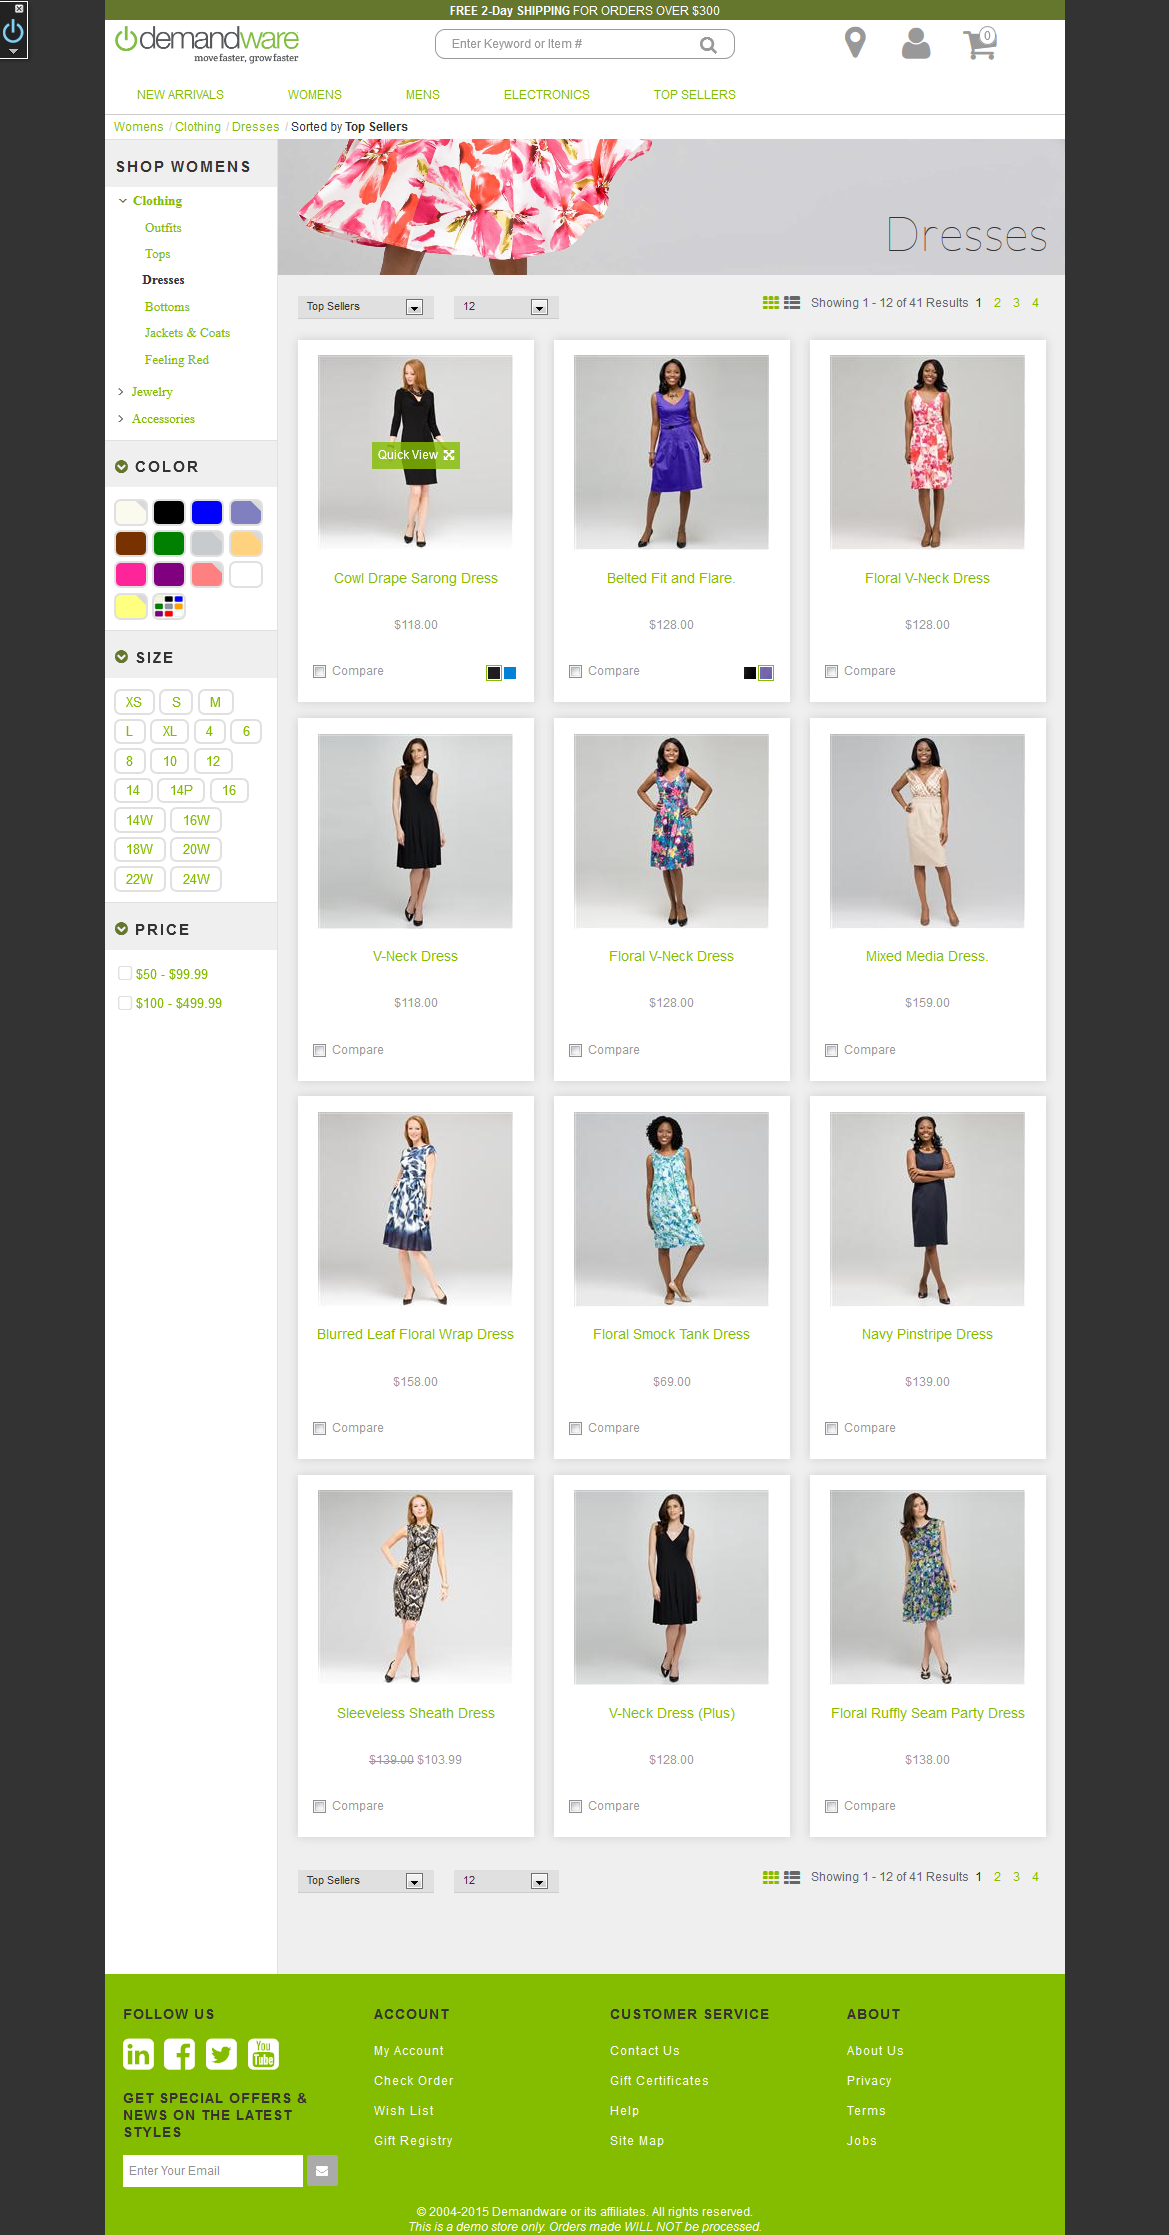 FREE 2-Day SHIPPING FOR ORDERS OVER $300
demandware
move faster, grow faster
Enter Keyword or Item #
0
NEW ARRIVALS WOMENS MENS ELECTRONICS TOP SELLERS
Womens / Clothing / Dresses / Sorted by Top Sellers
SHOP WOMENS
Clothing
Outfits
Tops
Dresses
Bottoms
Jackets & Coats
Feeling Red
Jewelry
Accessories
COLOR
SIZE
XS S M
L XL 4 6
8 10 12
14 14P 16
14W 16W
18W 20W
22W 24W
PRICE
$50 - $99.99
$100 - $499.99
Dresses
Top Sellers 12 Showing 1 - 12 of 41 Results 1 2 3 4
Quick View
Cowl Drape Sarong Dress
$118.00
Compare
Belted Fit and Flare.
$128.00
Compare
Floral V-Neck Dress
$128.00
Compare
V-Neck Dress
$118.00
Compare
Floral V-Neck Dress
$128.00
Compare
Mixed Media Dress.
$159.00
Compare
Blurred Leaf Floral Wrap Dress
$158.00
Compare
Floral Smock Tank Dress
$69.00
Compare
Navy Pinstripe Dress
$139.00
Compare
Sleeveless Sheath Dress
$139.00 $103.99
Compare
V-Neck Dress (Plus)
$128.00
Compare
Floral Ruffly Seam Party Dress
$138.00
Compare
Top Sellers 12 Showing 1 - 12 of 41 Results 1 2 3 4
FOLLOW US
in
You
Tube
GET SPECIAL OFFERS &
NEWS ON THE LATEST
STYLES
Enter Your Email
ACCOUNT
My Account
Check Order
Wish List
Gift Registry
CUSTOMER SERVICE
Contact Us
Gift Certificates
Help
Site Map
ABOUT
About Us
Privacy
Terms
Jobs
© 2004-2015 Demandware or its affiliates. All rights reserved.
This is a demo store only. Orders made WILL NOT be processed.